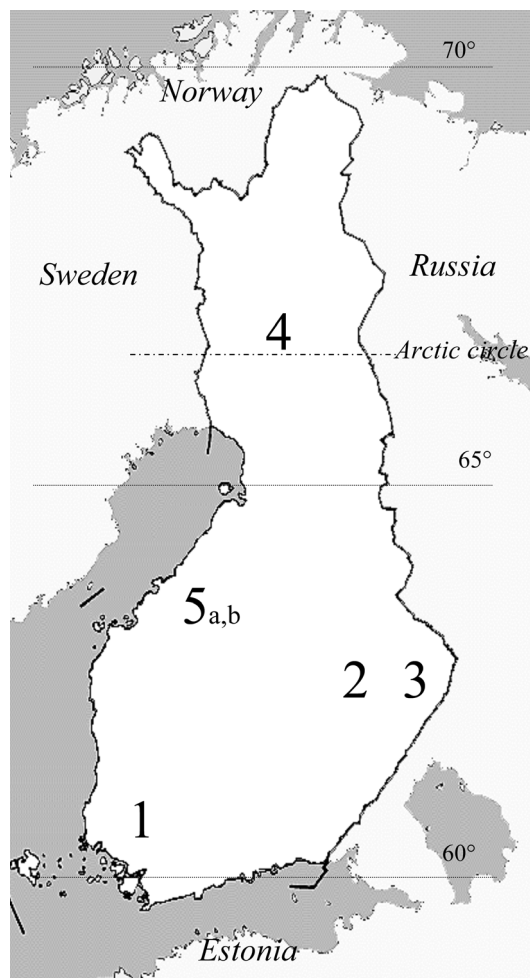 70°
Norway
Sweden
Russia
4
Arctic circle
65°
5a,b
2 3
1
60°
Estonia